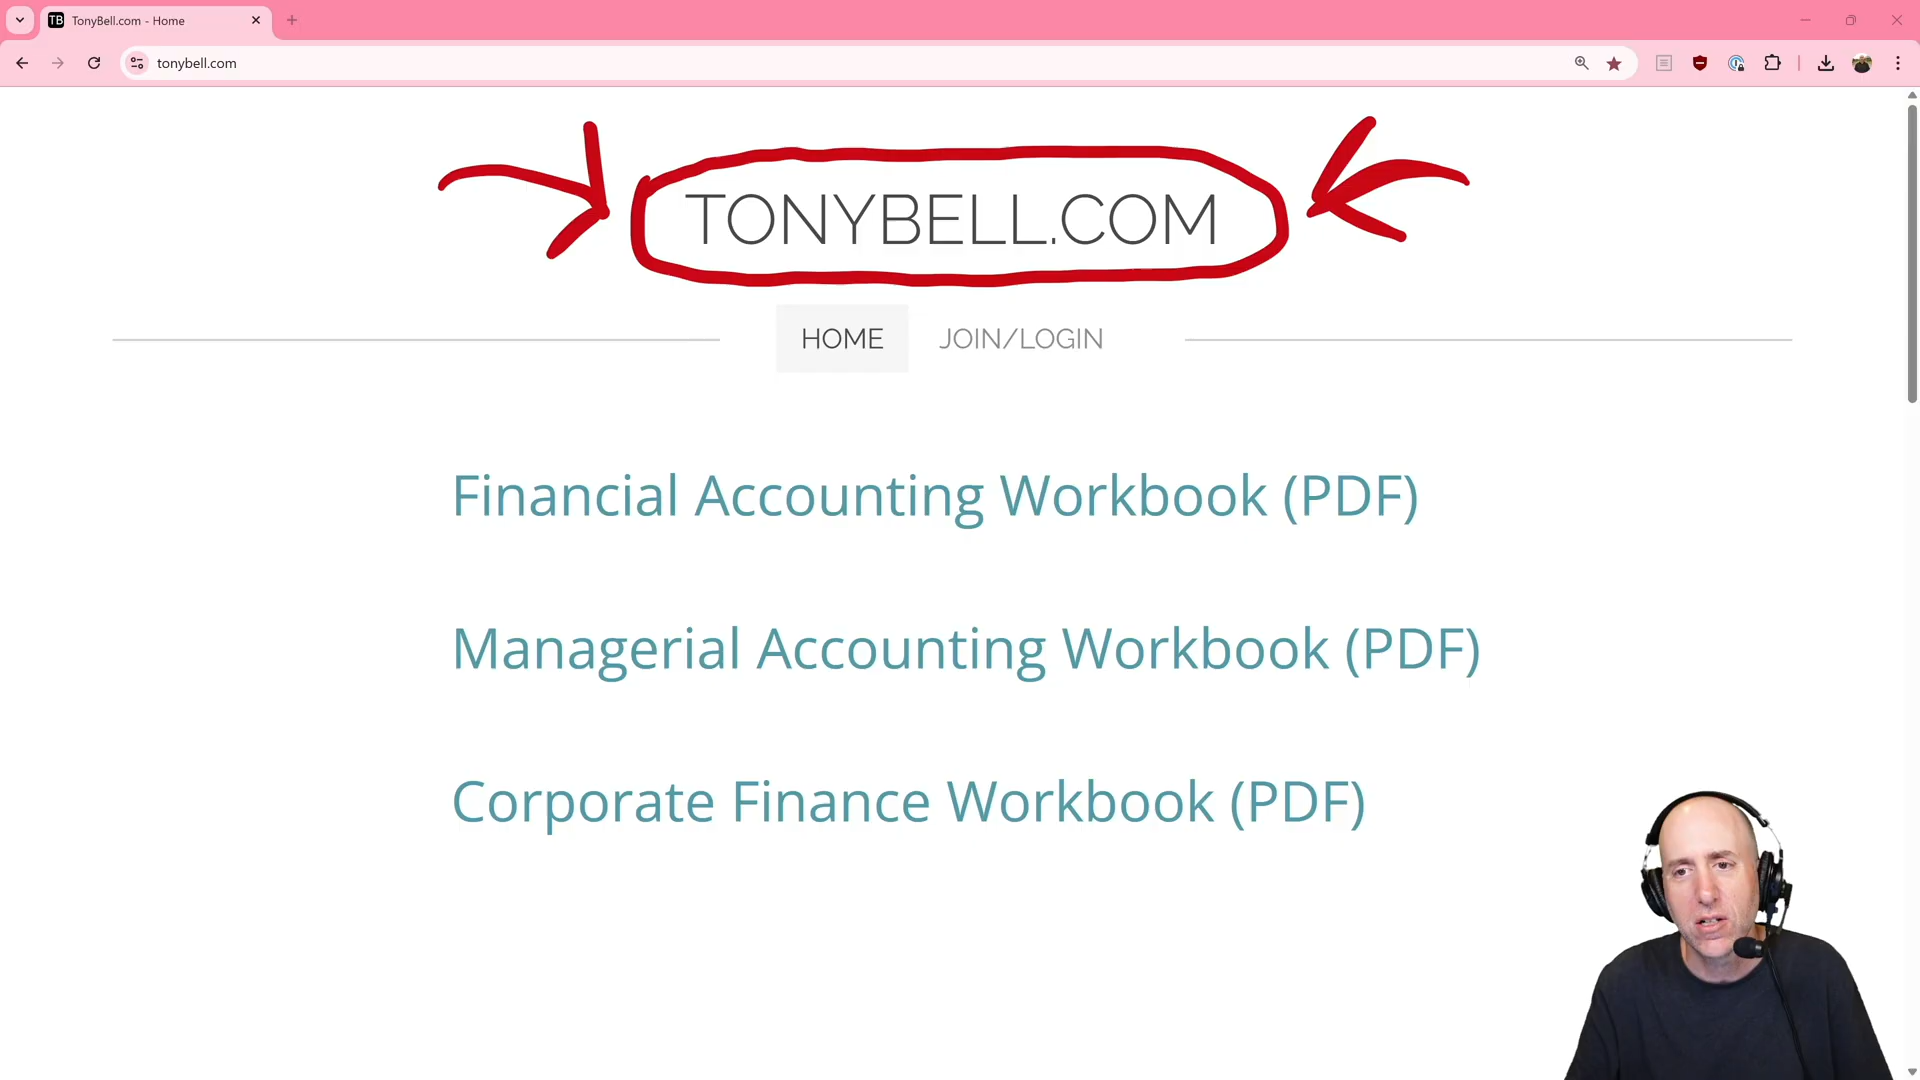 TB TonyBell.com - Home
tonybell.com
TONYBELL.COM
HOME JOIN/LOGIN
Financial Accounting Workbook (PDF)
Managerial Accounting Workbook (PDF)
Corporate Finance Workbook (PDF)